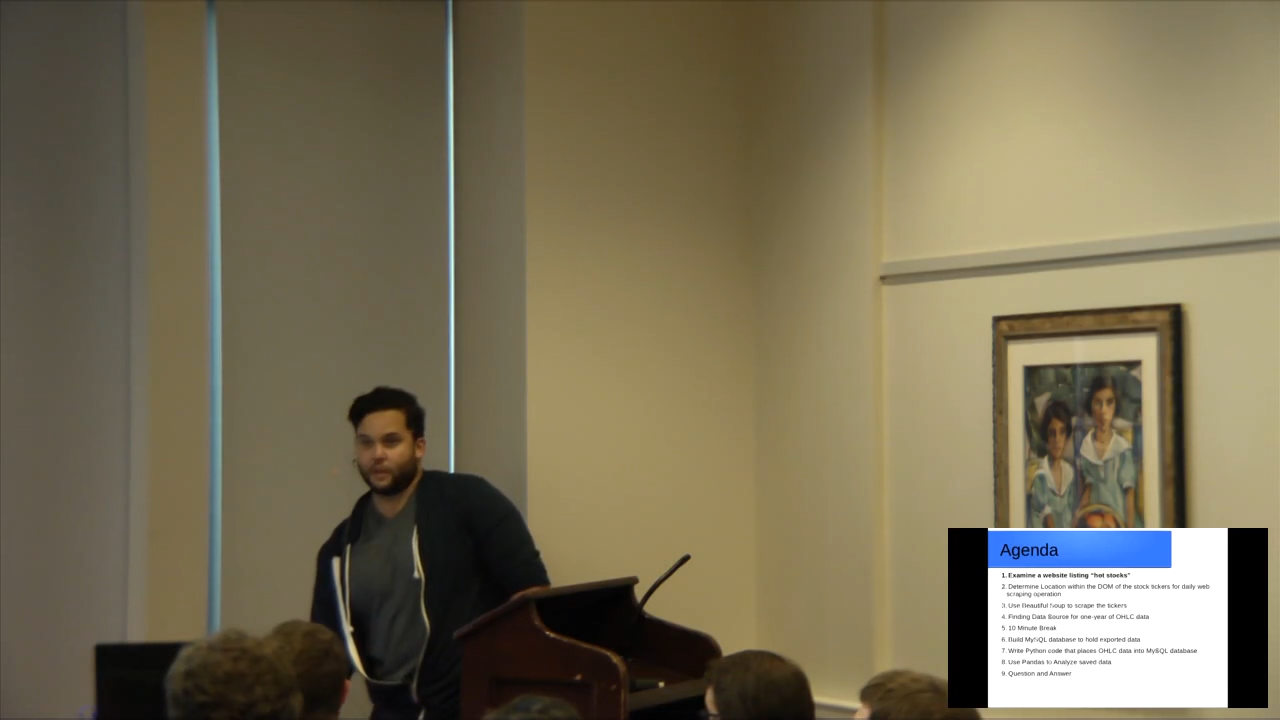 Agenda
1. Examine a website listing "hot stocks"
2. Determine Location within the DOM of the stock tickers for daily web
scraping operation
3. Use Beautiful Soup to scrape the tickers
4. Finding Data Source for one-year of OHLC data
5. 10 Minute Break
6. Build MySQL database to hold exported data
7. Write Python code that places OHLC data into MySQL database
8. Use Pandas to Analyze saved data
9. Question and Answer